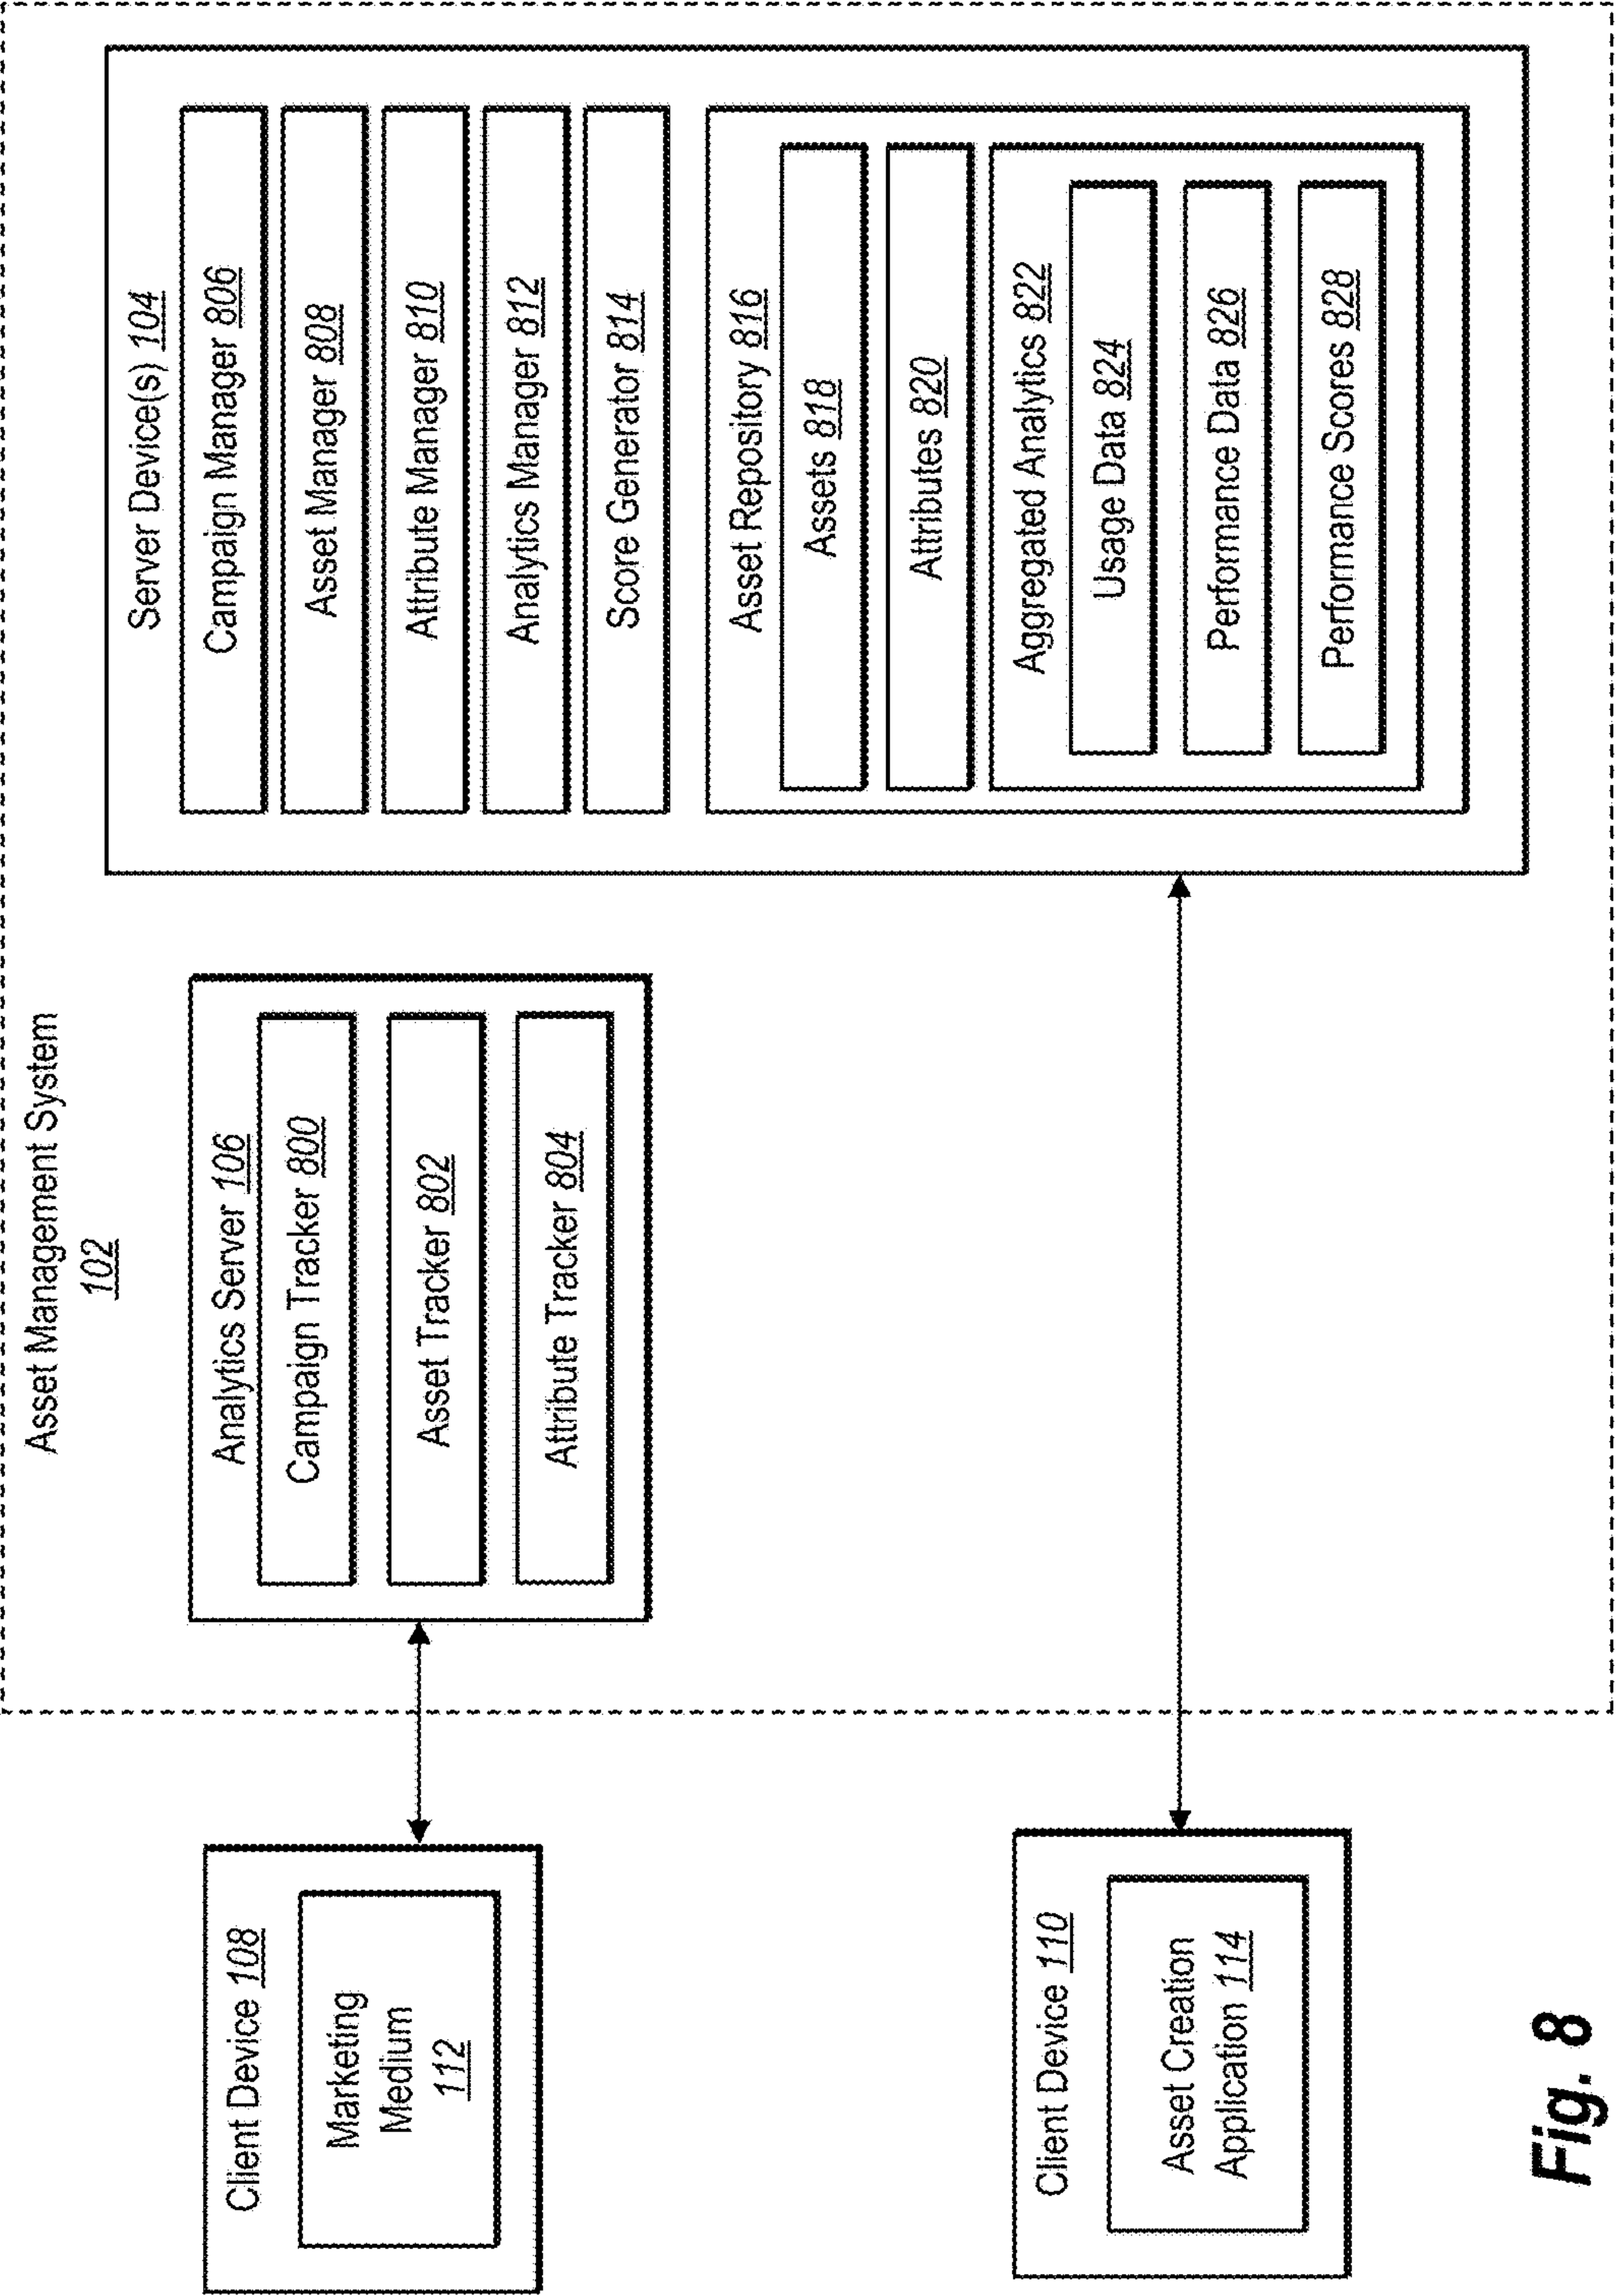 Asset Management System
102
Client Device 108
Marketing
Medium
112
Analytics Server 106
Campaign Tracker 800
Asset Tracker 802
Attribute Tracker 804
Server Device(s) 104
Campaign Manager 806
Asset Manager 808
Attribute Manager 810
Analytics Manager 812
Score Generator 814
Asset Repository 816
Assets 818
Attributes 820
Aggregated Analytics 822
Usage Data 824
Performance Data 826
Performance Scores 828
Client Device 110
Asset Creation
Application 114
Fig. 8